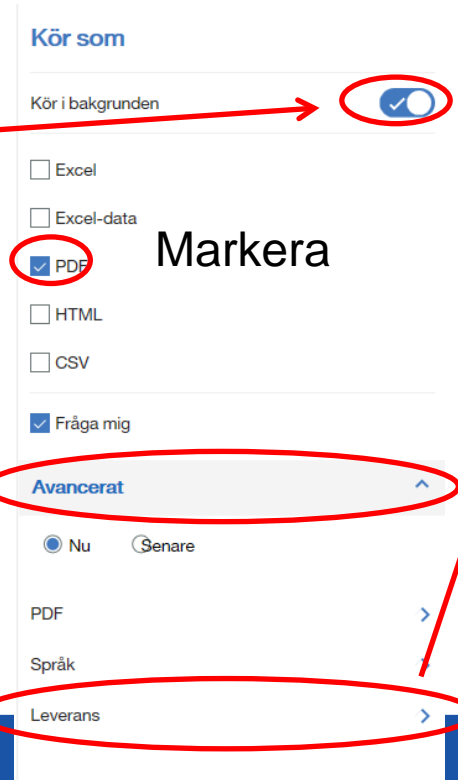 Kör som
Kör i bakgrunden
Excel
Excel-data
Markera
PDF
HTML
CSV
Fråga mig
Avancerat
Nu Senare
PDF
Språk
Leverans